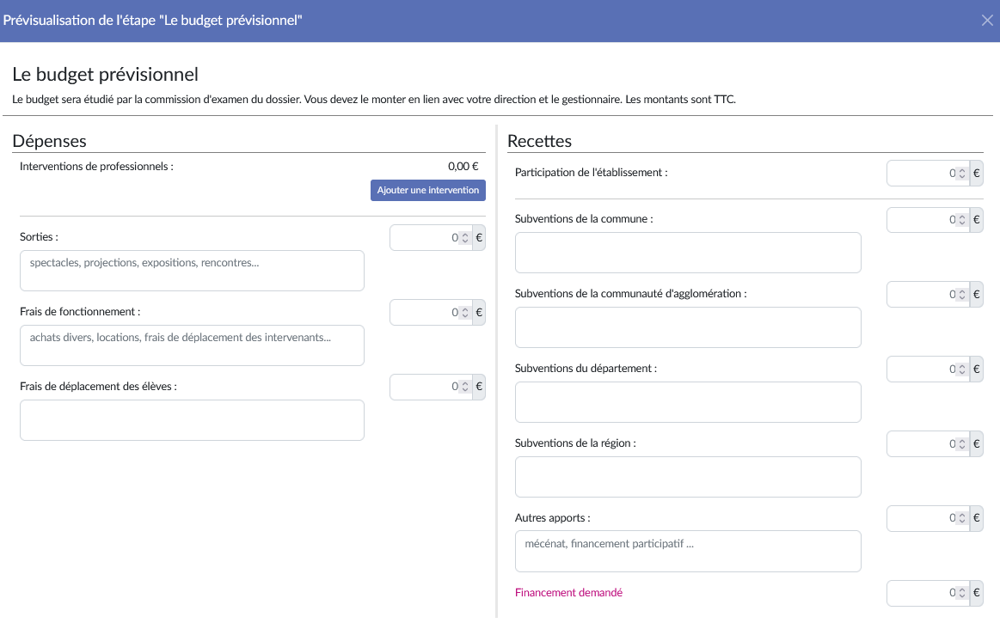 Prévisualisation de l'étape "Le budget prévisionnel"
Le budget prévisionnel
Le budget sera étudié par la commission d'examen du dossier. Vous devez le monter en lien avec votre direction et le gestionnaire. Les montants sont TTC.
Dépenses
Interventions de professionnels :
0,00 €
Ajouter une intervention
Sorties :
0 €
spectacles, projections, expositions, rencontres...
Frais de fonctionnement :
0 €
achats divers, locations, frais de déplacement des intervenants...
Frais de déplacement des élèves :
0 €
Recettes
Participation de l'établissement :
0 €
Subventions de la commune :
0 €
Subventions de la communauté d'agglomération :
0 €
Subventions du département :
0 €
Subventions de la région :
0 €
Autres apports :
0 €
mécénat, financement participatif ...
Financement demandé
0 €